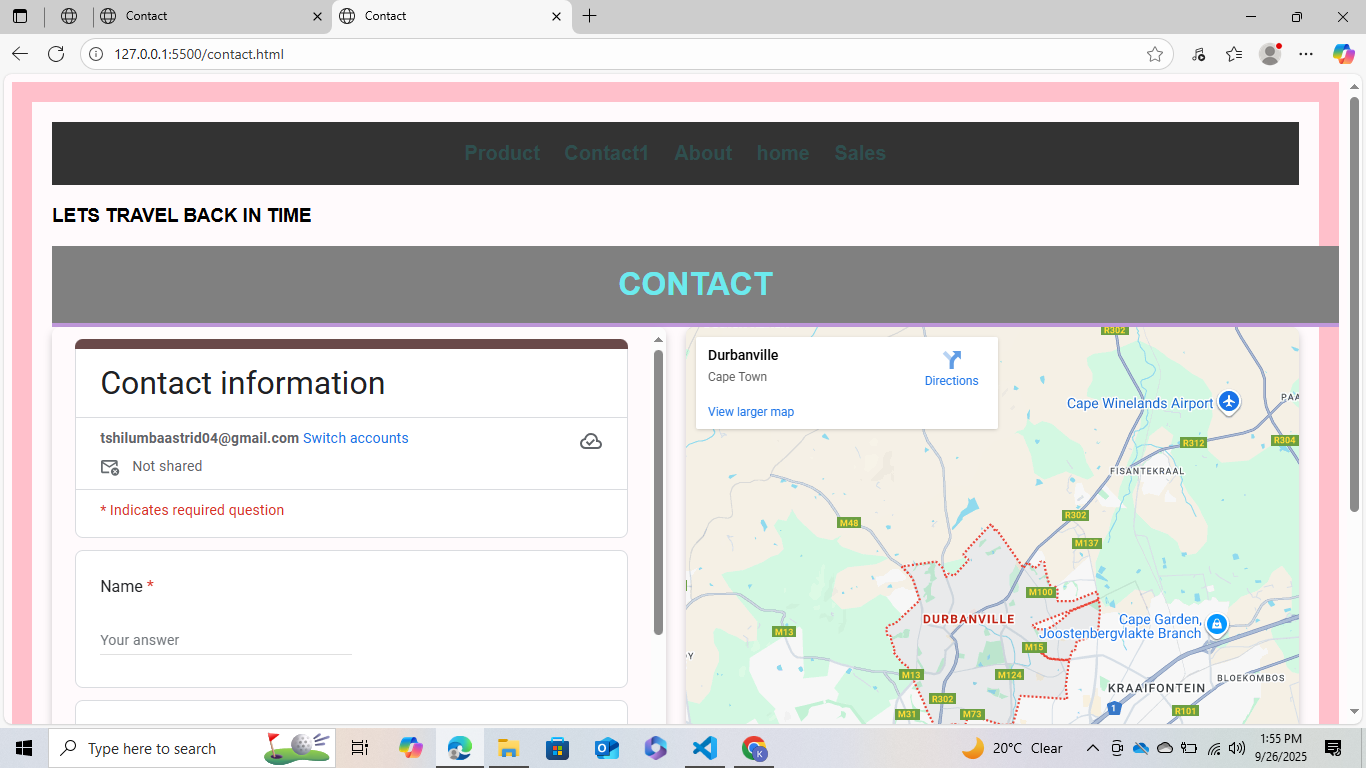 Contact
Contact
127.0.0.1:5500/contact.html
Product Contact1 About home Sales
LETS TRAVEL BACK IN TIME
CONTACT
Contact information
tshilumbaastrid04@gmail.com Switch accounts
Not shared
* Indicates required question
Name *
Your answer
Durbanville
Cape Town
Directions
View larger map
R302
Cape Winelands Airport
PAA
R312
R304
FISANTEKRAAL
M48
R302
M137
M100
DURBANVILLE
Cape Garden,
Joostenbergvlakte Branch
M13
M15
OY
M13
M124
BLOEKOMBOS
KRAAIFONTEIN
R302
1
R101
M31
M73
Type here to search
K
20°C Clear
1:55 PM
9/26/2025